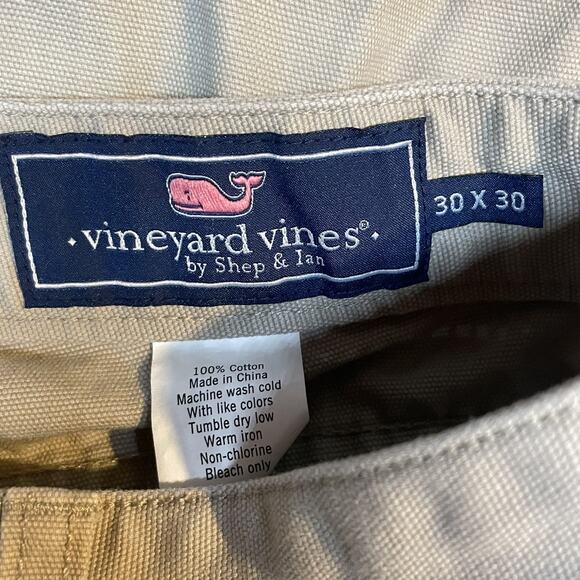 · vineyard vines® ·
by Shep & Ian
30 X 30
100% Cotton
Made in China
Machine wash cold
With like colors
Tumble dry low
Warm iron
Non-chlorine
Bleach only